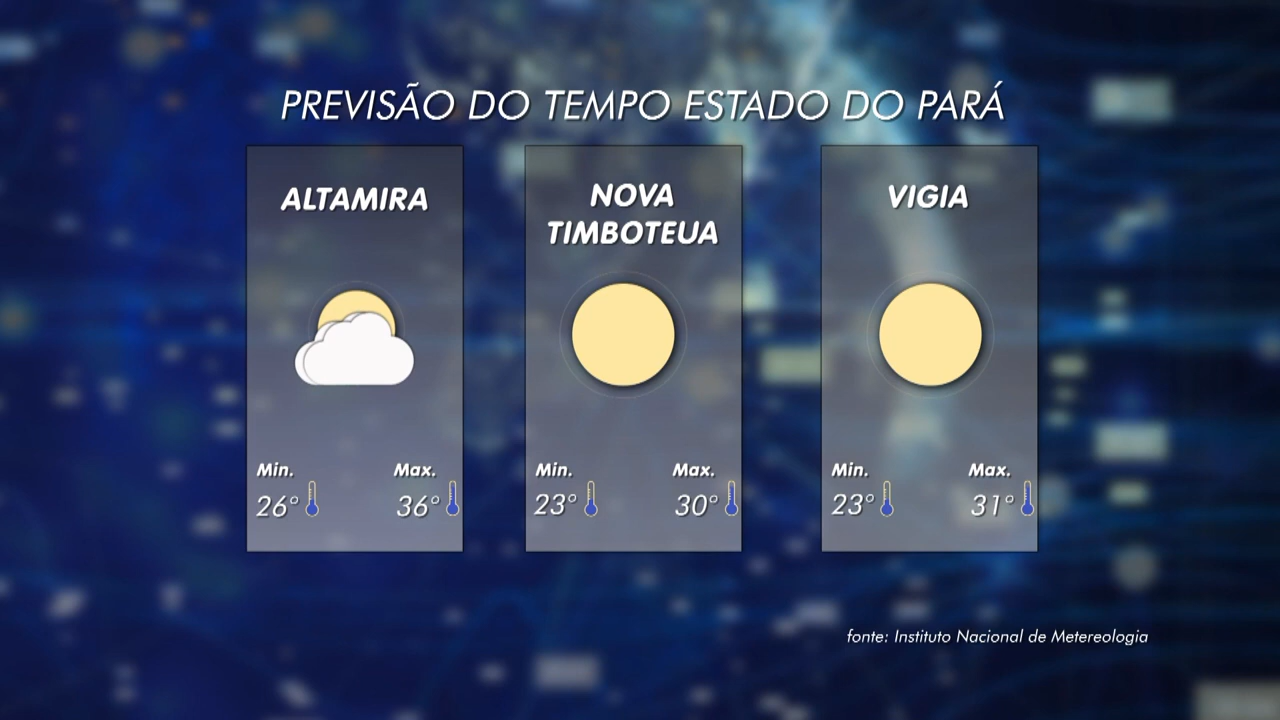 PREVISÃO DO TEMPO ESTADO DO PARÁ
ALTAMIRA
Min. Max.
26° 36°
NOVA
TIMBOTEUA
Min. Max.
23° 30°
VIGIA
Min. Max.
23° 31°
fonte: Instituto Nacional de Metereologia